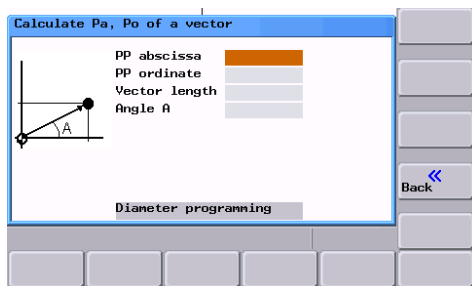 Calculate Pa, Po of a vector
PP abscissa
PP ordinate
Vector length
Angle A
A
Diameter programming
Back